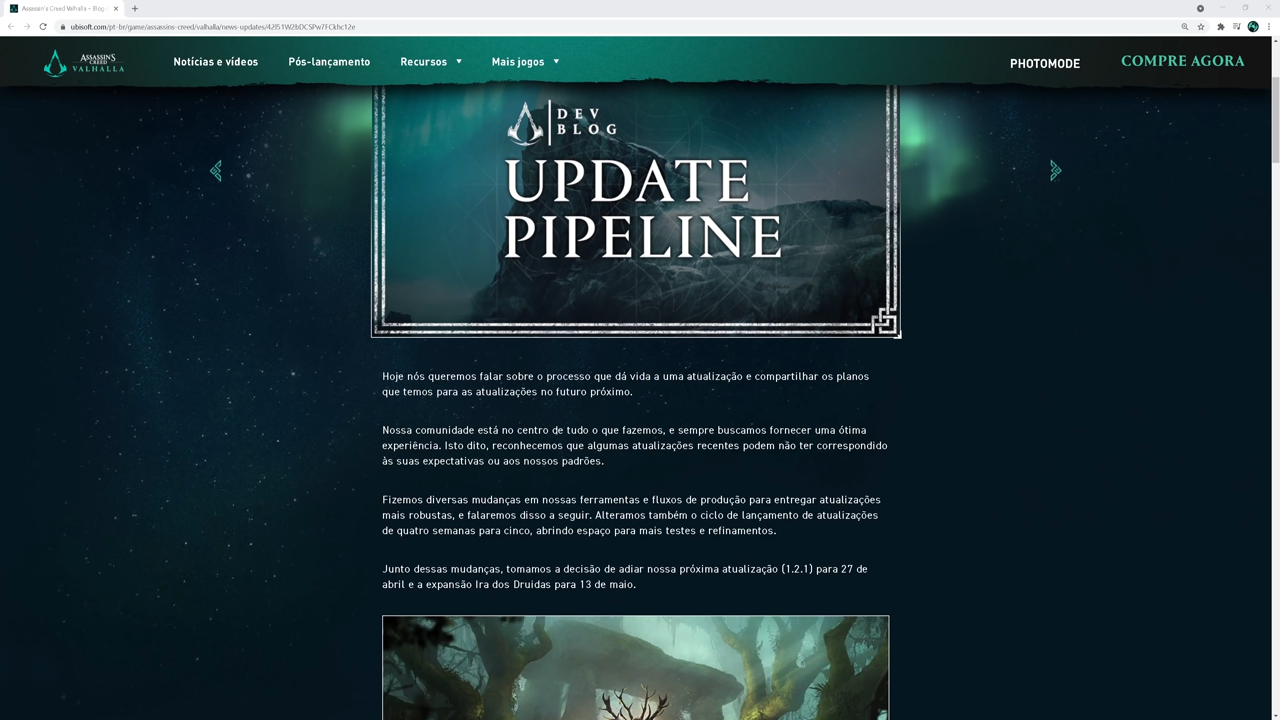 Assassin's Creed Valhalla – Blog
ubisoft.com/pt-br/game/assassins-creed/valhalla/news-updates/
ASSASSIN'S
CREED
VALHALLA
Notícias e vídeos
Pós-lançamento
Recursos
Mais jogos
PHOTOMODE
COMPRE AGORA
DEV
BLOG
UPDATE
PIPELINE
Hoje nós queremos falar sobre o processo que dá vida a uma atualização e compartilhar os planos
que temos para as atualizações no futuro próximo.
Nossa comunidade está no centro de tudo o que fazemos, e sempre buscamos fornecer uma ótima
experiência. Isto dito, reconhecemos que algumas atualizações recentes podem não ter correspondido
às suas expectativas ou aos nossos padrões.
Fizemos diversas mudanças em nossas ferramentas e fluxos de produção para entregar atualizações
mais robustas, e falaremos disso a seguir. Alteramos também o ciclo de lançamento de atualizações
de quatro semanas para cinco, abrindo espaço para mais testes e refinamentos.
Junto dessas mudanças, tomamos a decisão de adiar nossa próxima atualização (1.2.1) para 27 de
abril e a expansão Ira dos Druidas para 13 de maio.